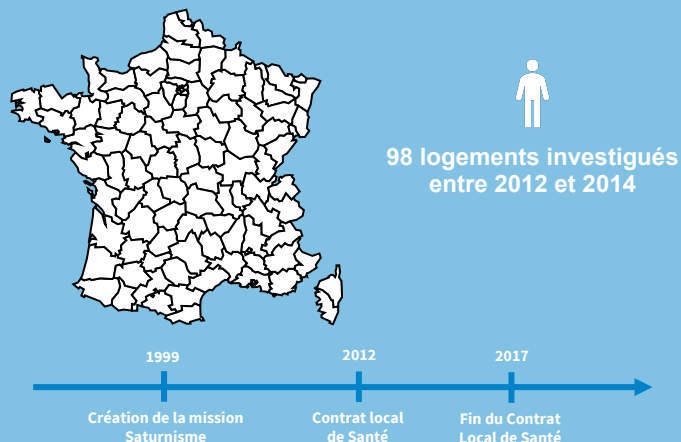 98 logements investigués
entre 2012 et 2014
1999
2012
2017
Création de la mission
Saturnisme
Contrat local
de Santé
Fin du Contrat
Local de Santé